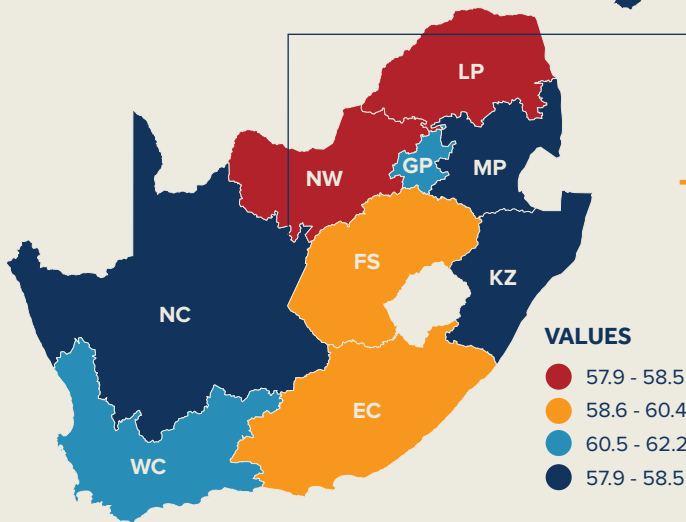 LP
GP
MP
NW
FS
KZ
NC
EC
WC
VALUES
57.9 - 58.5
58.6 - 60.4
60.5 - 62.2
57.9 - 58.5